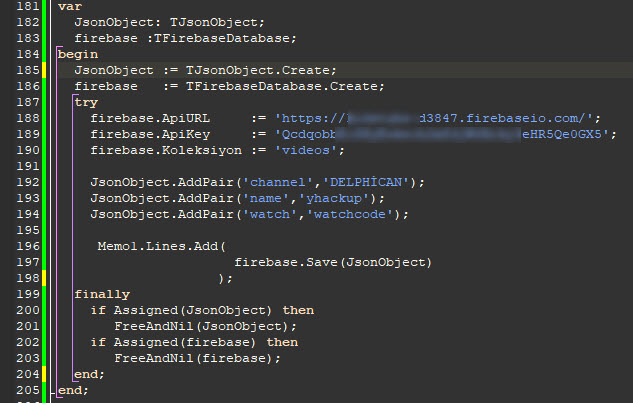 181 var
182 JsonObject: TJsonObject;
183 firebase :TFirebaseDatabase;
184 begin
185 JsonObject := TJsonObject.Create;
186 firebase := TFirebaseDatabase.Create;
187 try
188 firebase.ApiURL := 'https:// d3847.firebaseio.com/';
189 firebase.ApiKey := 'Qcdqobb eHR5Qe0GX5';
190 firebase.Koleksiyon := 'videos';
191
192 JsonObject.AddPair('channel','DELPHİCAN');
193 JsonObject.AddPair('name','yhackup');
194 JsonObject.AddPair('watch','watchcode');
195
196 Memo1.Lines.Add(
197 firebase.Save(JsonObject)
198 );
199 finally
200 if Assigned(JsonObject) then
201 FreeAndNil(JsonObject);
202 if Assigned(firebase) then
203 FreeAndNil(firebase);
204 end;
205 end;